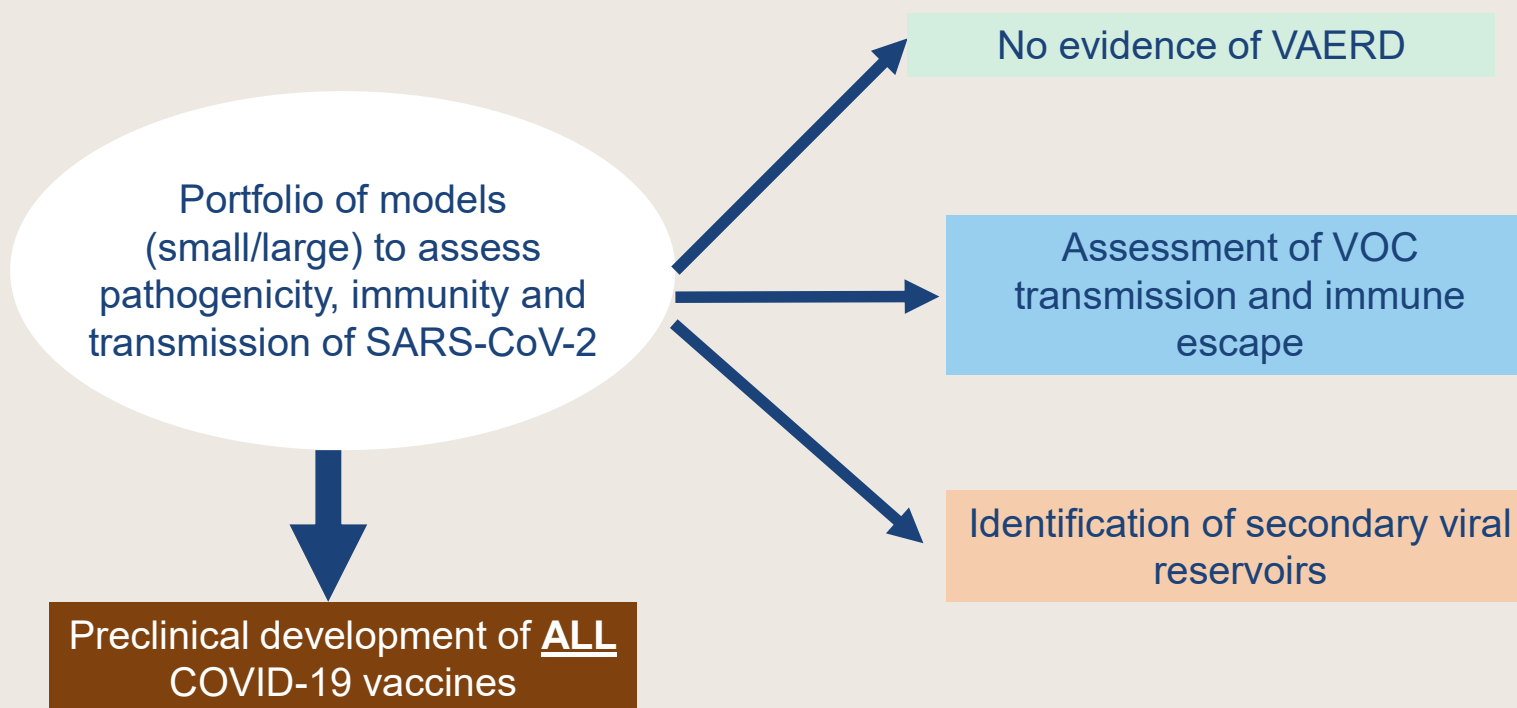 No evidence of VAERD
Portfolio of models
(small/large) to assess
pathogenicity, immunity and
transmission of SARS-CoV-2
Assessment of VOC
transmission and immune
escape
Identification of secondary viral
reservoirs
Preclinical development of ALL
COVID-19 vaccines